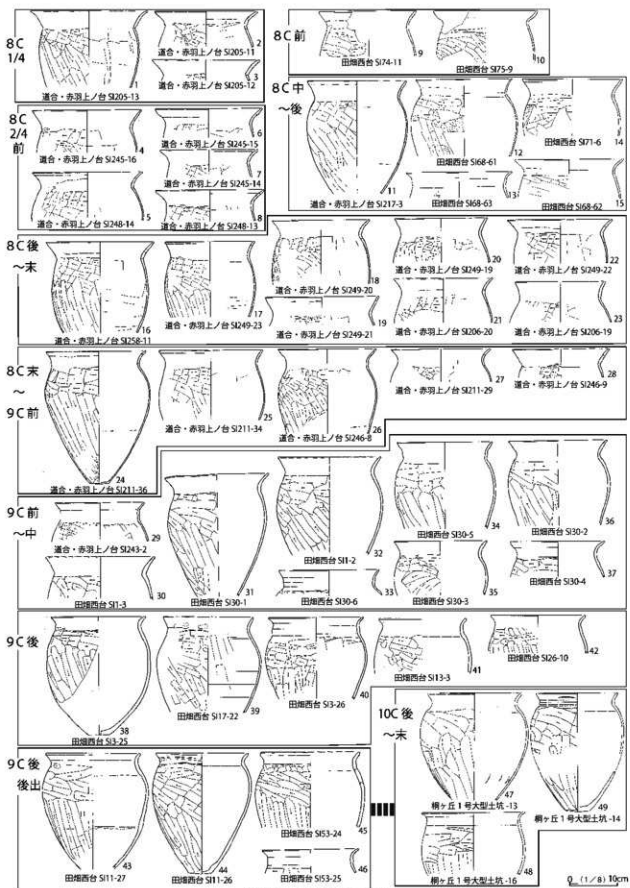 8C
1/4
1
道合・赤羽上ノ台 SI205-13
2
道合・赤羽上ノ台 SI205-11
3
道合・赤羽上ノ台 SI205-12
8C前
9
田畑西台 SI74-11
10
田畑西台 SI75-9
8C
2/4
前
4
道合・赤羽上ノ台 SI245-16
5
道合・赤羽上ノ台 SI248-14
6
道合・赤羽上ノ台 SI245-15
7
道合・赤羽上ノ台 SI245-14
8
道合・赤羽上ノ台 SI248-13
8C中
~後
11
道合・赤羽上ノ台 SI217-3
12
田畑西台 SI68-61
13
田畑西台 SI68-63
14
田畑西台 SI71-6
15
田畑西台 SI68-62
8C後
~末
16
道合・赤羽上ノ台 SI258-11
17
道合・赤羽上ノ台 SI249-23
18
道合・赤羽上ノ台 SI249-20
19
道合・赤羽上ノ台 SI249-21
20
道合・赤羽上ノ台 SI249-19
21
道合・赤羽上ノ台 SI206-20
22
道合・赤羽上ノ台 SI249-22
23
道合・赤羽上ノ台 SI206-19
8C末
~
9C前
24
道合・赤羽上ノ台 SI211-36
25
道合・赤羽上ノ台 SI211-34
26
道合・赤羽上ノ台 SI246-8
27
道合・赤羽上ノ台 SI211-29
28
道合・赤羽上ノ台 SI246-9
9C前
~中
29
道合・赤羽上ノ台 SI243-2
30
田畑西台 SI1-3
31
田畑西台 SI30-1
32
田畑西台 SI1-2
33
田畑西台 SI30-6
34
田畑西台 SI30-5
35
田畑西台 SI30-3
36
田畑西台 SI30-2
37
田畑西台 SI30-4
9C後
38
田畑西台 SI3-25
39
田畑西台 SI17-22
40
田畑西台 SI3-26
41
田畑西台 SI13-3
42
田畑西台 SI26-10
9C後
後出
43
田畑西台 SI11-27
44
田畑西台 SI11-26
45
田畑西台 SI53-24
46
田畑西台 SI53-25
10C後
~末
47
桐ヶ丘1号大型土坑-13
48
桐ヶ丘1号大型土坑-16
49
桐ヶ丘1号大型土坑-14
0 (1/8) 10cm